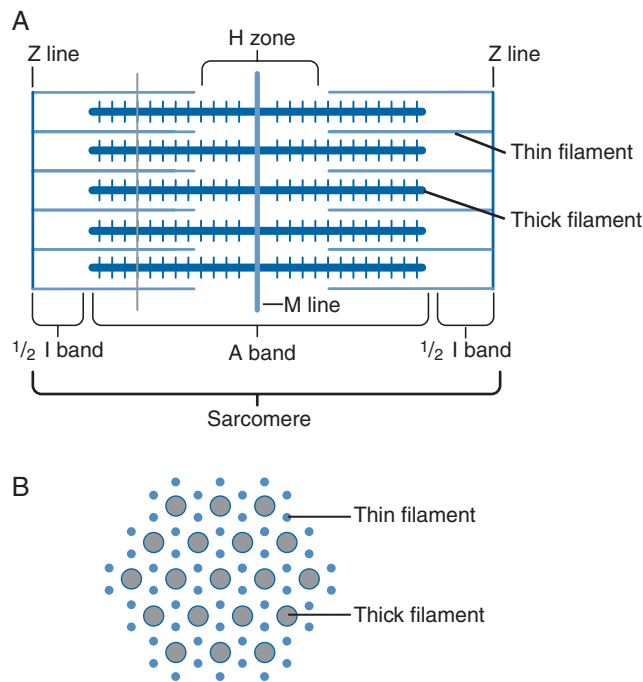 A
H zone
Z line
Z line
Thin filament
Thick filament
M line
1/2 I band
A band
1/2 I band
Sarcomere
B
Thin filament
Thick filament